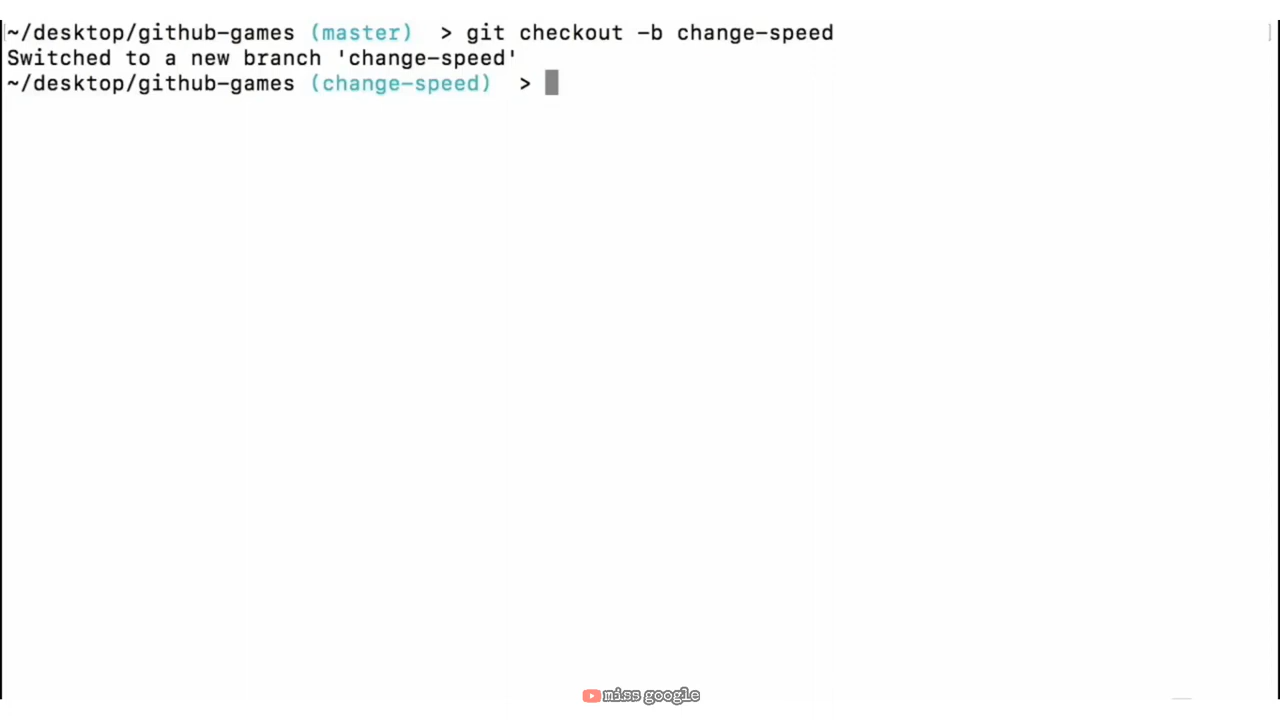 ~/desktop/github-games (master)  > git checkout -b change-speed
Switched to a new branch 'change-speed'
~/desktop/github-games (change-speed)  >
miss google